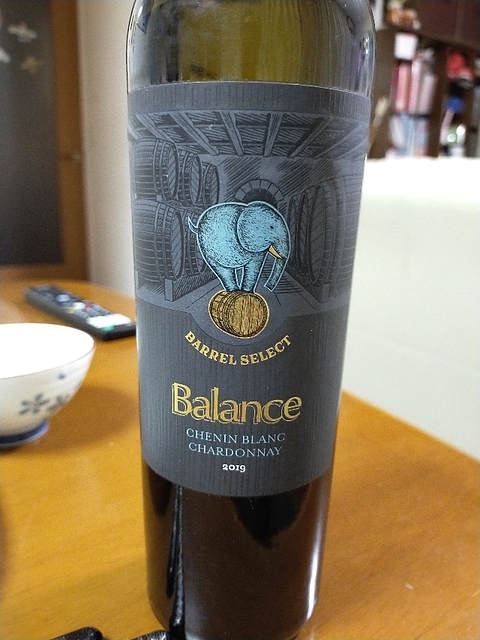 BARREL SELECT
Balance
CHENIN BLANC
CHARDONNAY
2019